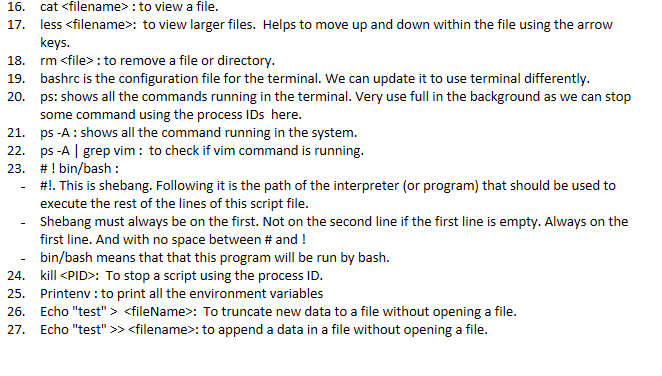 16. cat <filename> : to view a file.
17. less <filename>: to view larger files. Helps to move up and down within the file using the arrow
keys.
18. rm <file> : to remove a file or directory.
19. bashrc is the configuration file for the terminal. We can update it to use terminal differently.
20. ps: shows all the commands running in the terminal. Very use full in the background as we can stop
some command using the process IDs here.
21. ps -A : shows all the command running in the system.
22. ps -A | grep vim : to check if vim command is running.
23. # ! bin/bash :
- #!. This is shebang. Following it is the path of the interpreter (or program) that should be used to
execute the rest of the lines of this script file.
- Shebang must always be on the first. Not on the second line if the first line is empty. Always on the
first line. And with no space between # and !
- bin/bash means that that this program will be run by bash.
24. kill <PID>: To stop a script using the process ID.
25. Printenv : to print all the environment variables
26. Echo "test" > <fileName>: To truncate new data to a file without opening a file.
27. Echo "test" >> <filename>: to append a data in a file without opening a file.